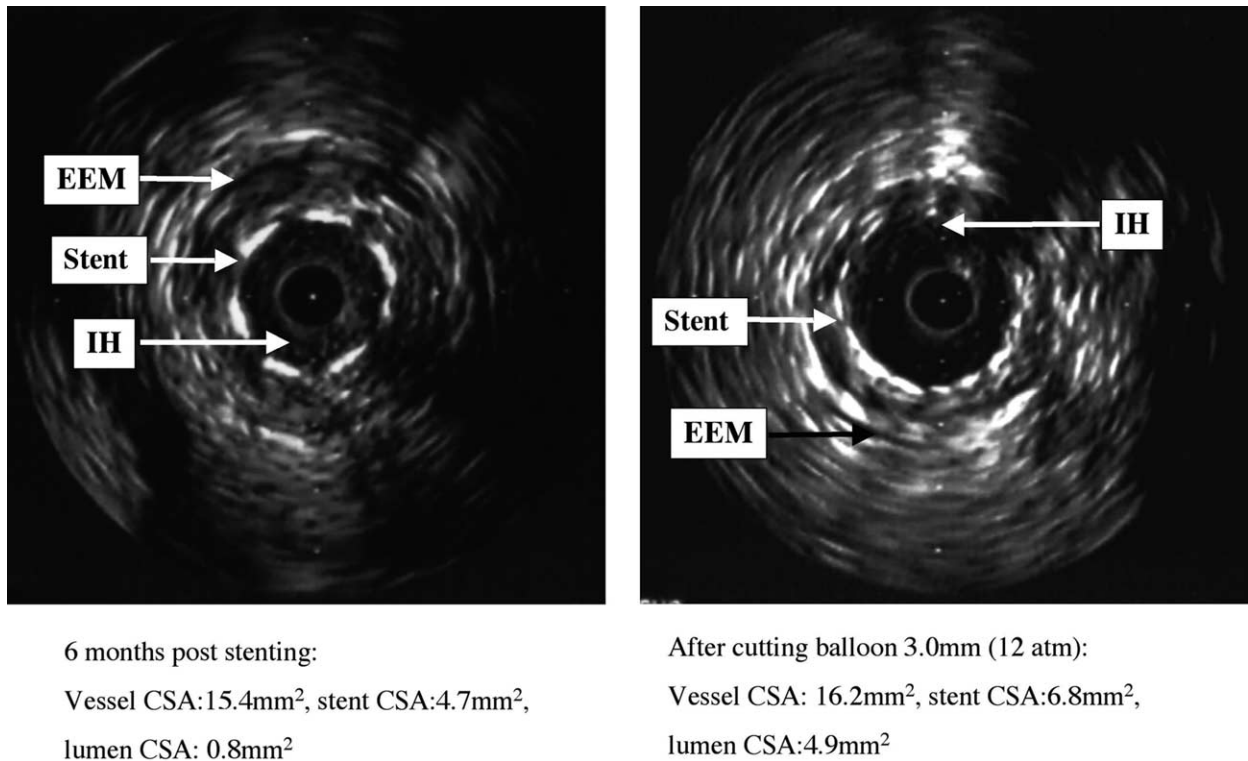 EEM
Stent
IH
IH
Stent
EEM
6 months post stenting:
Vessel CSA:15.4mm², stent CSA:4.7mm²,
lumen CSA: 0.8mm²
After cutting balloon 3.0mm (12 atm):
Vessel CSA: 16.2mm², stent CSA:6.8mm²,
lumen CSA:4.9mm²